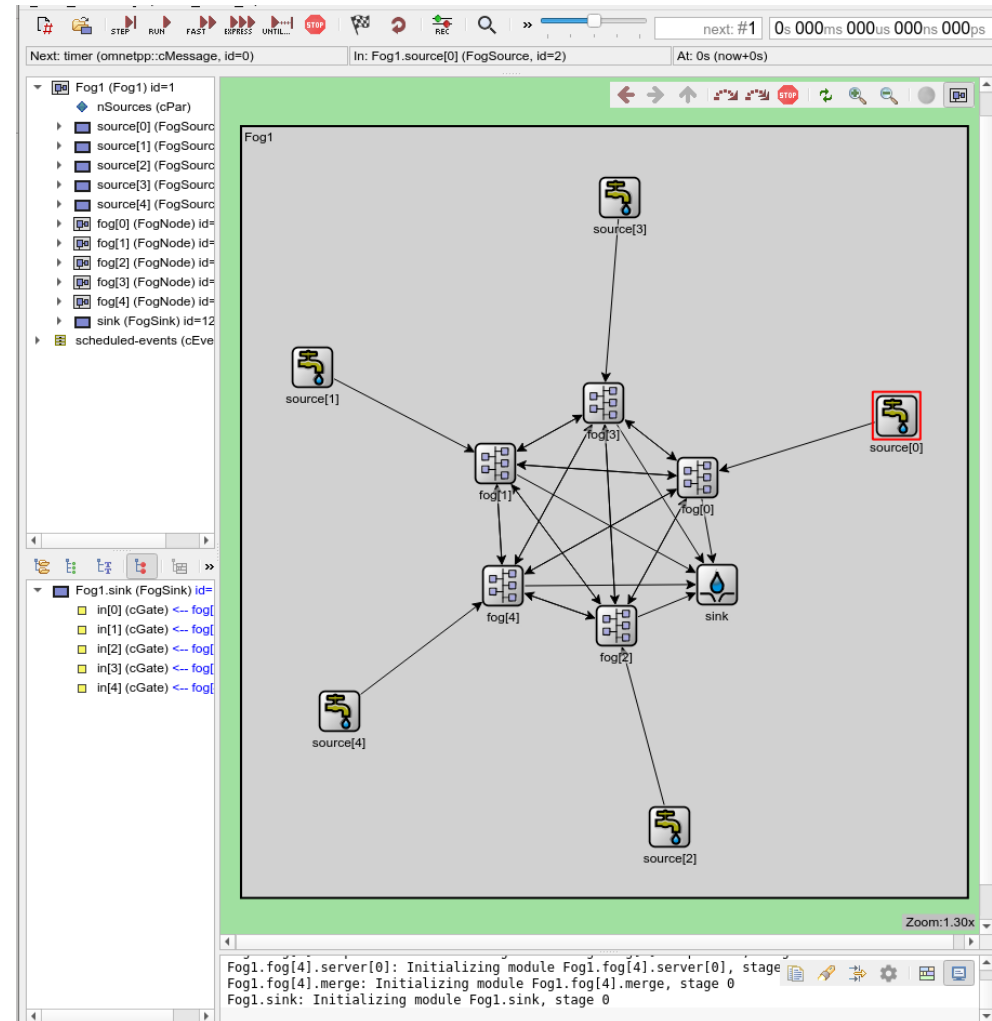 STEP RUN FAST EXPRESS UNTIL... STOP REC » next: #1 0s 000ms 000us 000ns 000ps
Next: timer (omnetpp::cMessage, id=0) In: Fog1.source[0] (FogSource, id=2) At: 0s (now+0s)
Fog1 (Fog1) id=1
nSources (cPar)
source[0] (FogSourc
source[1] (FogSourc
source[2] (FogSourc
source[3] (FogSourc
source[4] (FogSourc
fog[0] (FogNode) id=
fog[1] (FogNode) id=
fog[2] (FogNode) id=
fog[3] (FogNode) id=
fog[4] (FogNode) id=
sink (FogSink) id=12
scheduled-events (cEve
»
Fog1.sink (FogSink) id=
in[0] (cGate) <-- fog[
in[1] (cGate) <-- fog[
in[2] (cGate) <-- fog[
in[3] (cGate) <-- fog[
in[4] (cGate) <-- fog[
STOP
Fog1
source[3]
source[1]
fog[3]
source[0]
fog[1]
fog[0]
fog[4]
sink
fog[2]
source[4]
source[2]
Zoom:1.30x
Fog1.fog[4].server[0]: Initializing module Fog1.fog[4].server[0], stage
Fog1.fog[4].merge: Initializing module Fog1.fog[4].merge, stage 0
Fog1.sink: Initializing module Fog1.sink, stage 0